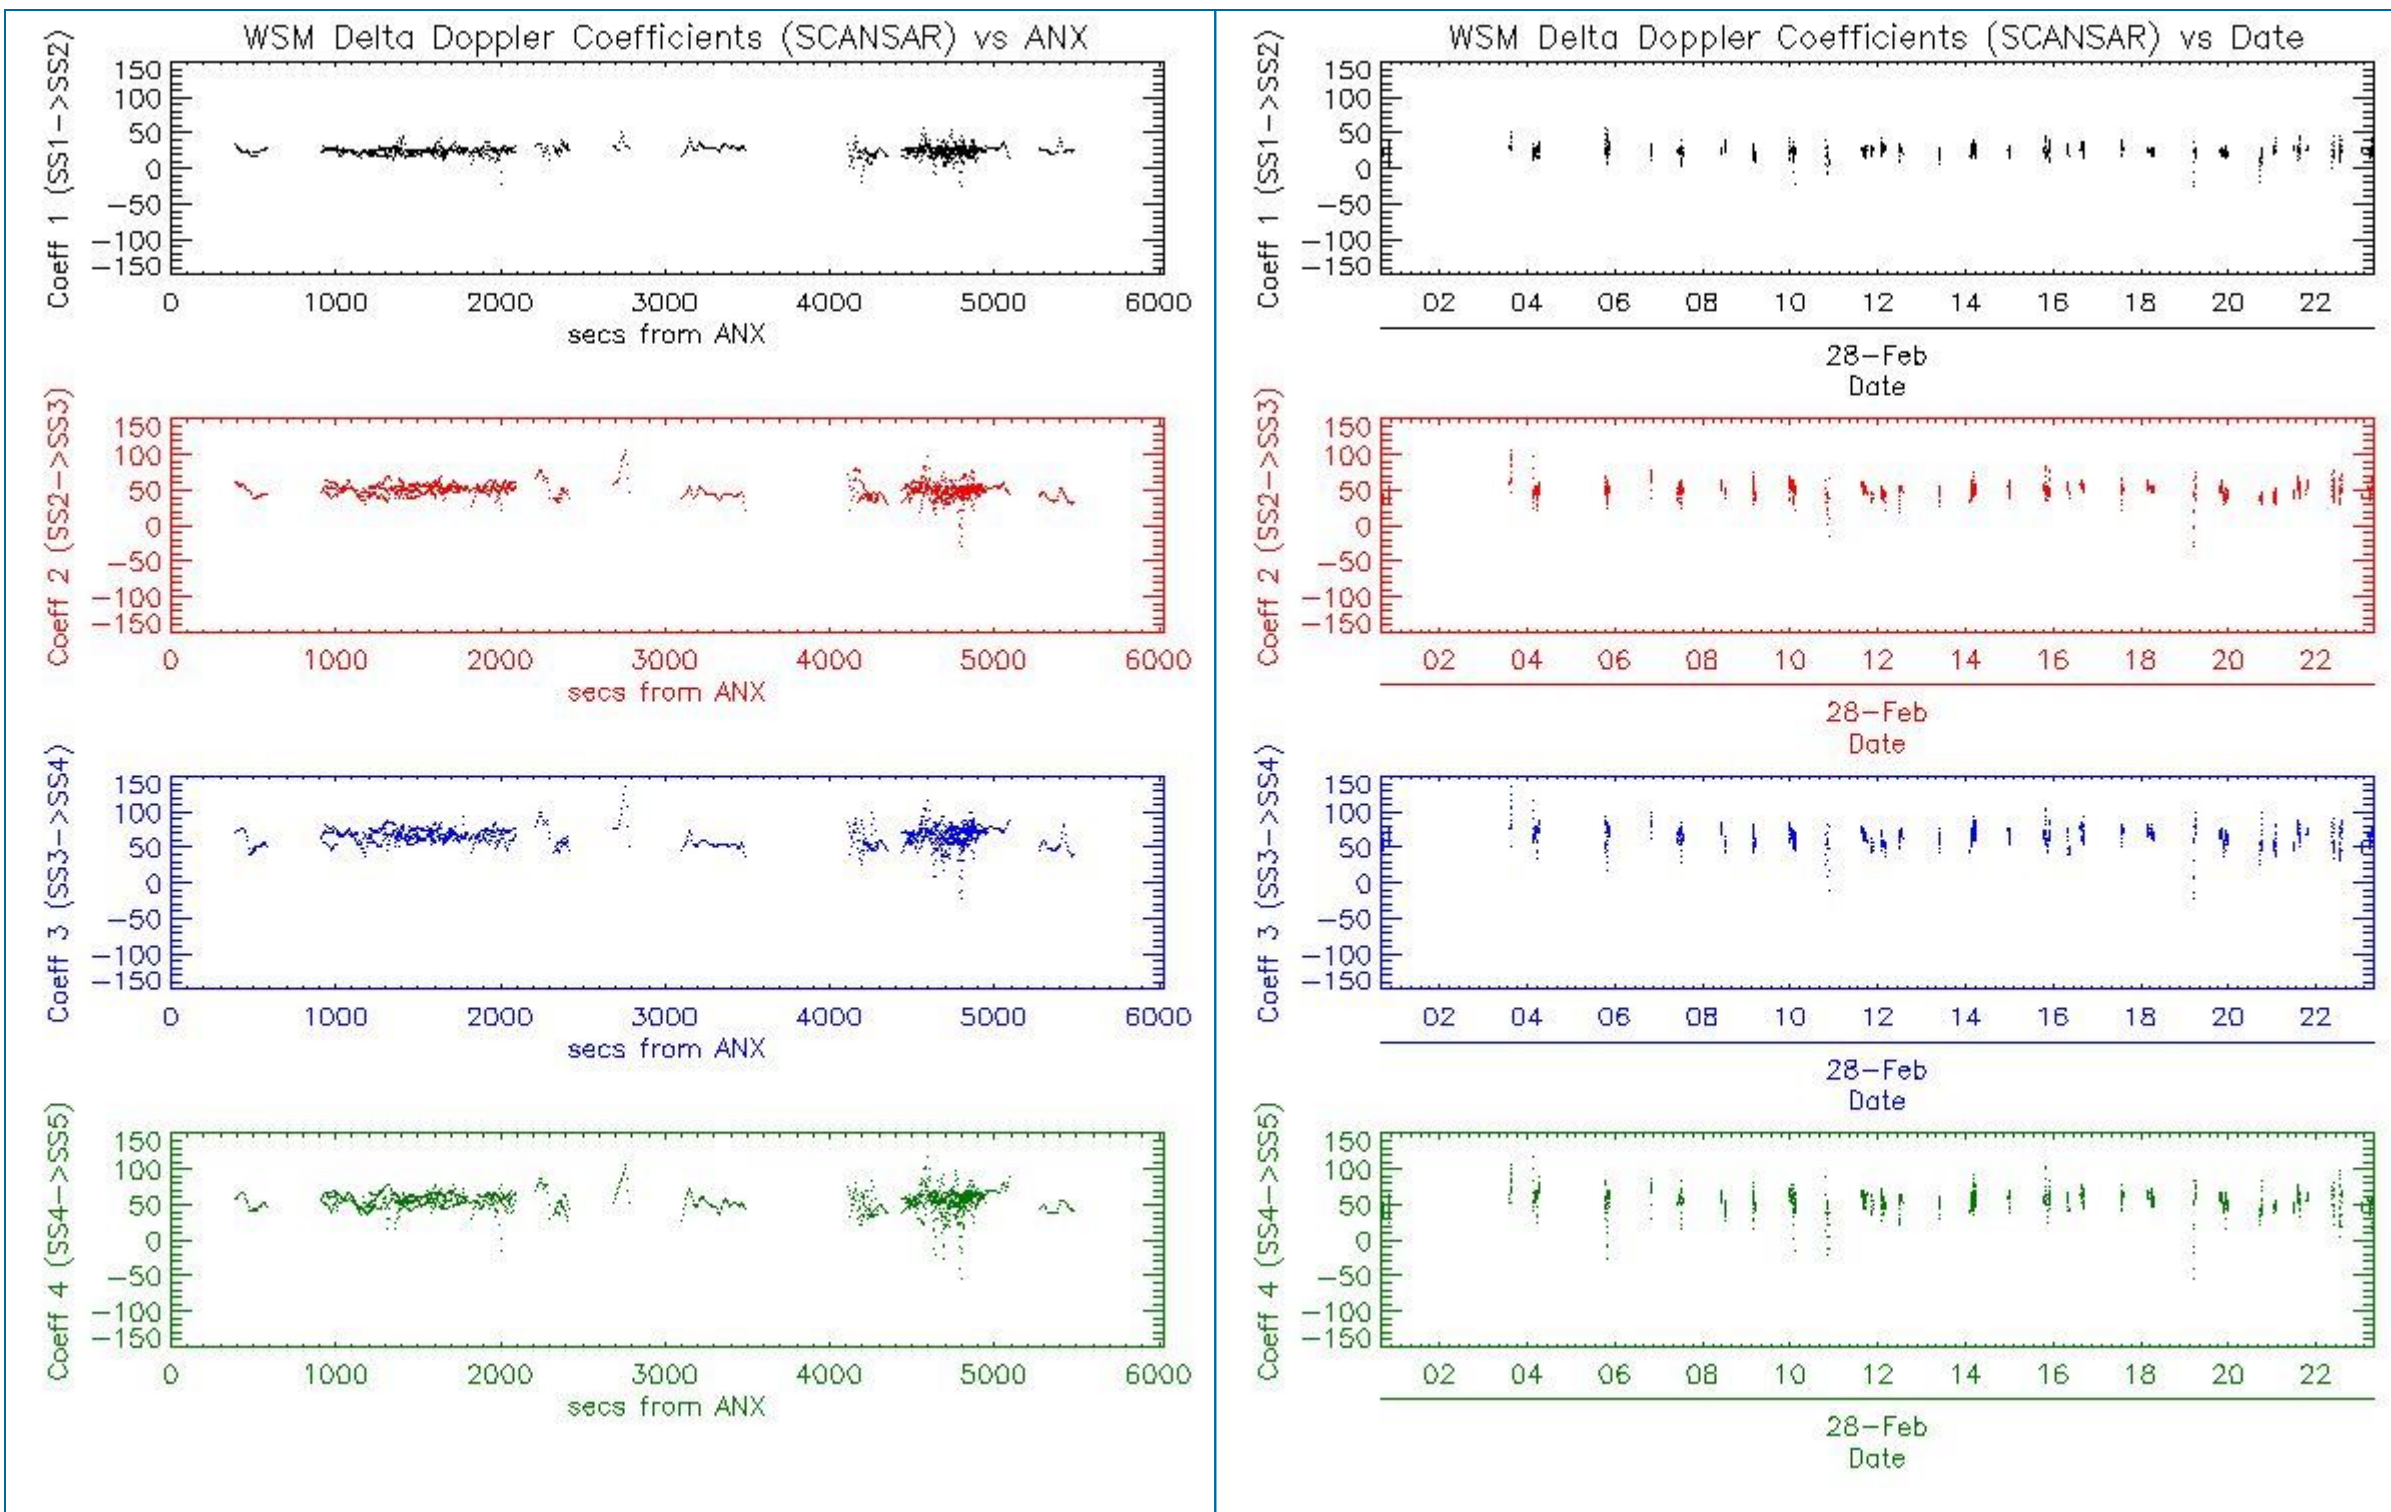 WSM Delta Doppler Coefficients (SCANSAR) vs ANX
Coeff 1 (SS1->SS2)
150
100
50
0
-50
-100
-150
0 1000 2000 3000 4000 5000 6000
secs from ANX
Coeff 2 (SS2->SS3)
150
100
50
0
-50
-100
-150
0 1000 2000 3000 4000 5000 6000
secs from ANX
Coeff 3 (SS3->SS4)
150
100
50
0
-50
-100
-150
0 1000 2000 3000 4000 5000 6000
secs from ANX
Coeff 4 (SS4->SS5)
150
100
50
0
-50
-100
-150
0 1000 2000 3000 4000 5000 6000
secs from ANX
WSM Delta Doppler Coefficients (SCANSAR) vs Date
Coeff 1 (SS1->SS2)
150
100
50
0
-50
-100
-150
02 04 06 08 10 12 14 16 18 20 22
28-Feb
Date
Coeff 2 (SS2->SS3)
150
100
50
0
-50
-100
-150
02 04 06 08 10 12 14 16 18 20 22
28-Feb
Date
Coeff 3 (SS3->SS4)
150
100
50
0
-50
-100
-150
02 04 06 08 10 12 14 16 18 20 22
28-Feb
Date
Coeff 4 (SS4->SS5)
150
100
50
0
-50
-100
-150
02 04 06 08 10 12 14 16 18 20 22
28-Feb
Date